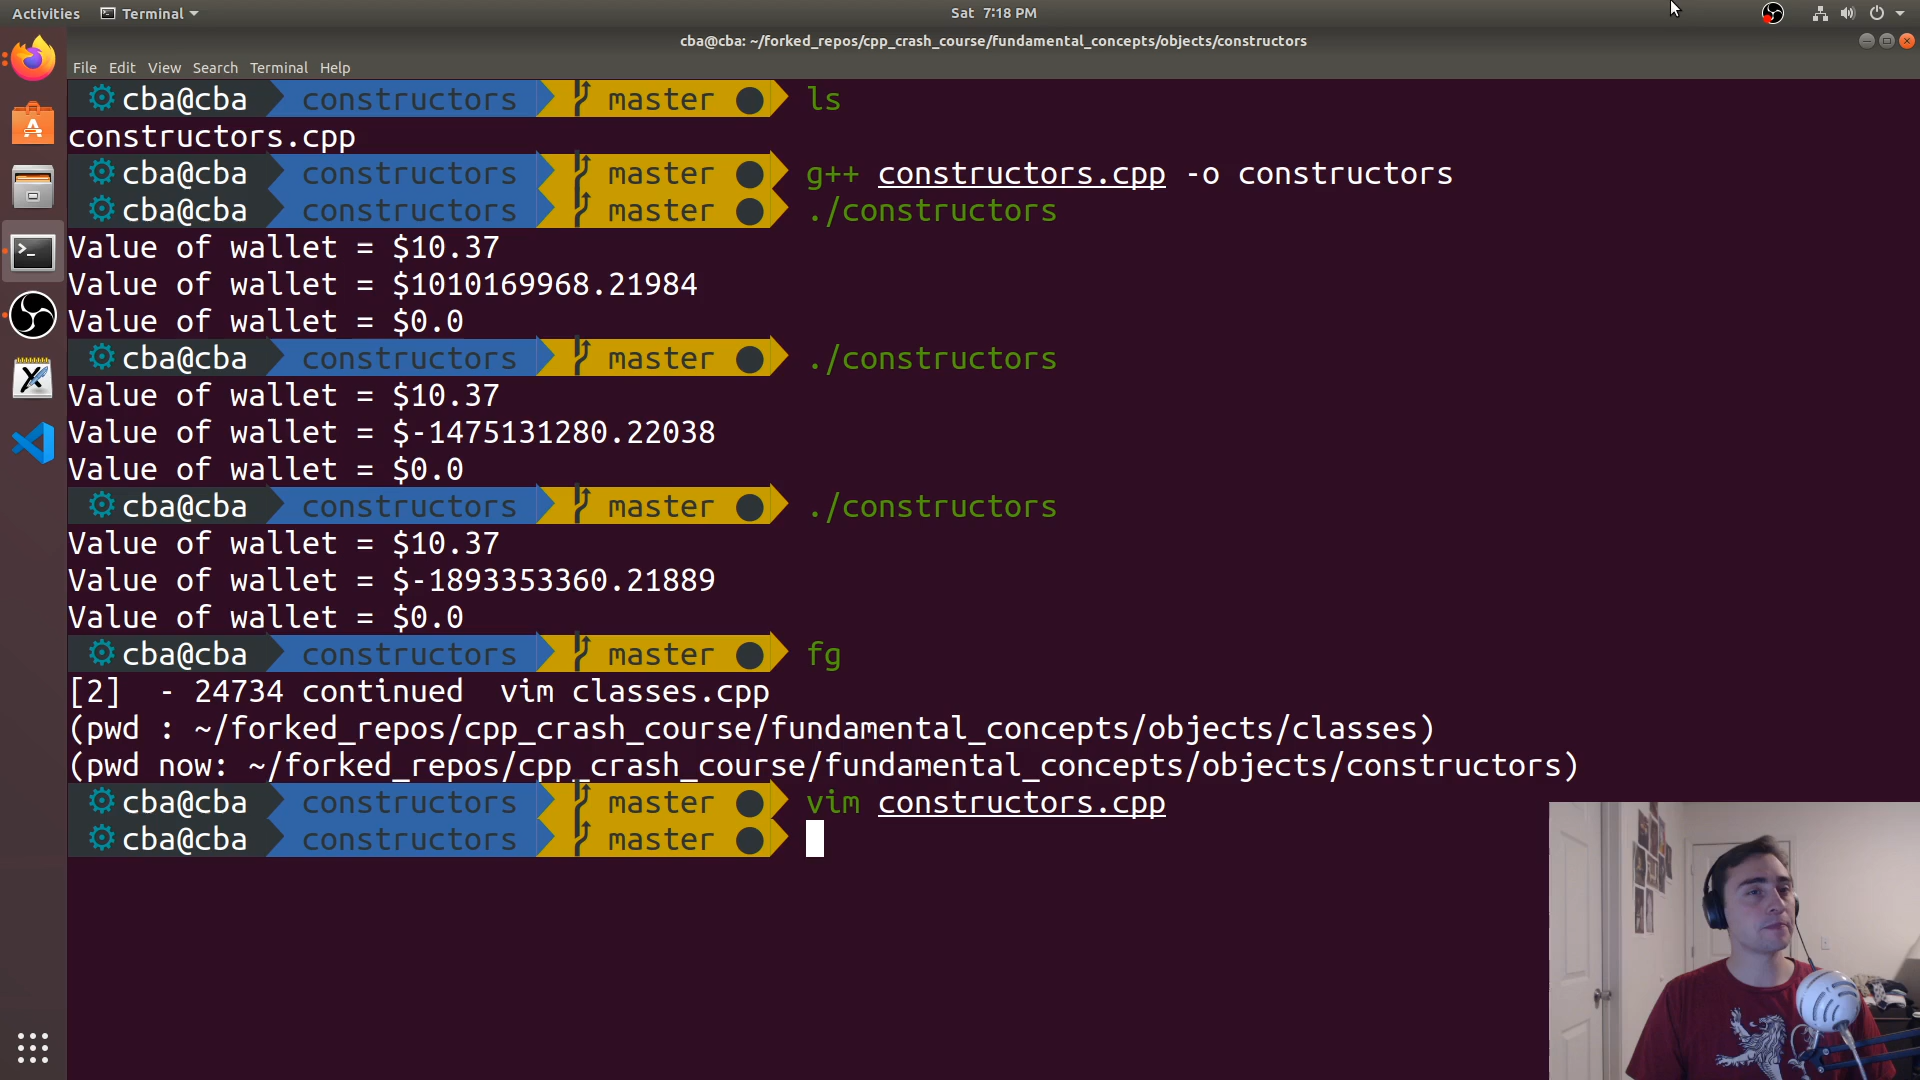 Activities Terminal Sat 7:18 PM
cba@cba: ~/forked_repos/cpp_crash_course/fundamental_concepts/objects/constructors
File Edit View Search Terminal Help
cba@cba constructors master ls
constructors.cpp
cba@cba constructors master g++ constructors.cpp -o constructors
cba@cba constructors master ./constructors
Value of wallet = $10.37
Value of wallet = $1010169968.21984
Value of wallet = $0.0
cba@cba constructors master ./constructors
Value of wallet = $10.37
Value of wallet = $-1475131280.22038
Value of wallet = $0.0
cba@cba constructors master ./constructors
Value of wallet = $10.37
Value of wallet = $-1893353360.21889
Value of wallet = $0.0
cba@cba constructors master fg
[2]  - 24734 continued  vim classes.cpp
(pwd : ~/forked_repos/cpp_crash_course/fundamental_concepts/objects/classes)
(pwd now: ~/forked_repos/cpp_crash_course/fundamental_concepts/objects/constructors)
cba@cba constructors master vim constructors.cpp
cba@cba constructors master